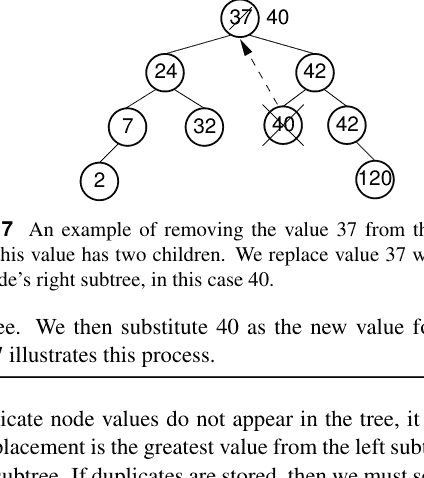 37 40
24 42
7 32 40 42
2 120
7 An example of removing the value 37 from th
his value has two children. We replace value 37 w
de's right subtree, in this case 40.
ee. We then substitute 40 as the new value fo
7 illustrates this process.
icate node values do not appear in the tree, it
placement is the greatest value from the left subt
subtree. If duplicates are stored, then we must se